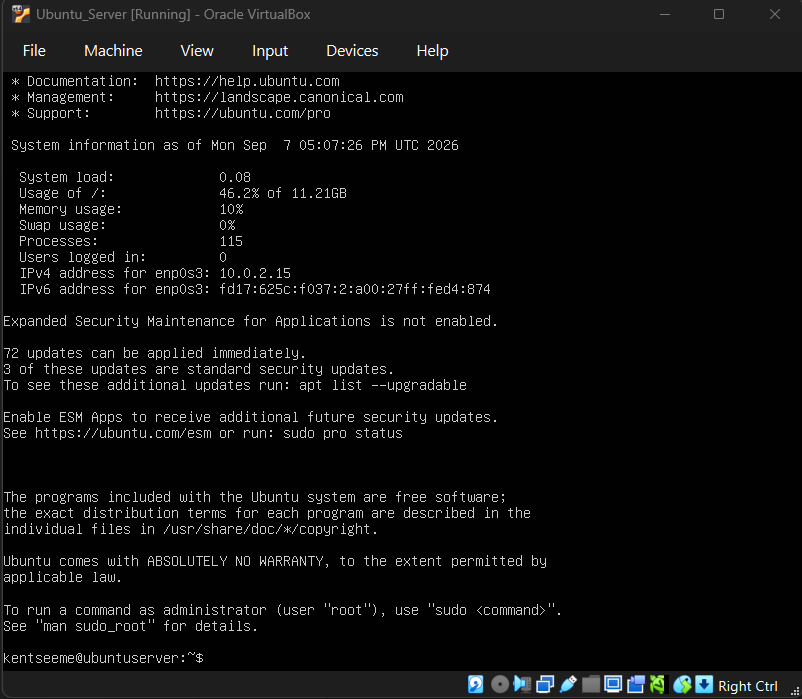 Ubuntu_Server [Running] - Oracle VirtualBox
File Machine View Input Devices Help
* Documentation:  https://help.ubuntu.com
* Management:     https://landscape.canonical.com
* Support:        https://ubuntu.com/pro
System information as of Mon Sep  7 05:07:26 PM UTC 2026
System load:             0.08
Usage of /:              46.2% of 11.21GB
Memory usage:            10%
Swap usage:              0%
Processes:               115
Users logged in:         0
IPv4 address for enp0s3: 10.0.2.15
IPv6 address for enp0s3: fd17:625c:f037:2:a00:27ff:fed4:874
Expanded Security Maintenance for Applications is not enabled.
72 updates can be applied immediately.
3 of these updates are standard security updates.
To see these additional updates run: apt list --upgradable
Enable ESM Apps to receive additional future security updates.
See https://ubuntu.com/esm or run: sudo pro status
The programs included with the Ubuntu system are free software;
the exact distribution terms for each program are described in the
individual files in /usr/share/doc/*/copyright.
Ubuntu comes with ABSOLUTELY NO WARRANTY, to the extent permitted by
applicable law.
To run a command as administrator (user "root"), use "sudo <command>".
See "man sudo_root" for details.
kentseeme@ubuntuserver:~$
Right Ctrl